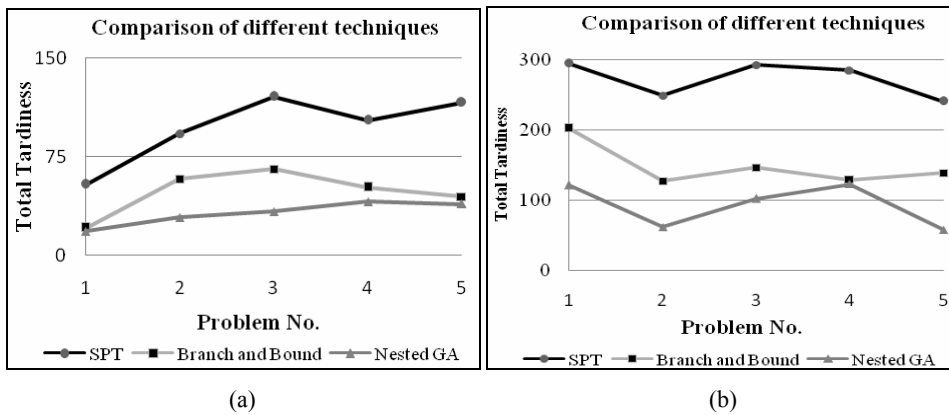 Comparison of different techniques
150
75
0
Total Tardiness
1 2 3 4 5
Problem No.
SPT Branch and Bound Nested GA
(a)
Comparison of different techniques
300
200
100
0
Total Tardiness
1 2 3 4 5
Problem No.
SPT Branch and Bound Nested GA
(b)